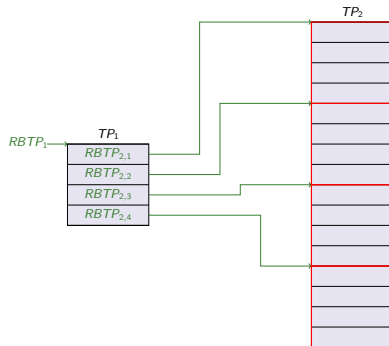 TP₂
RBTP₁
TP₁
RBTP₂,₁
RBTP₂,₂
RBTP₂,₃
RBTP₂,₄